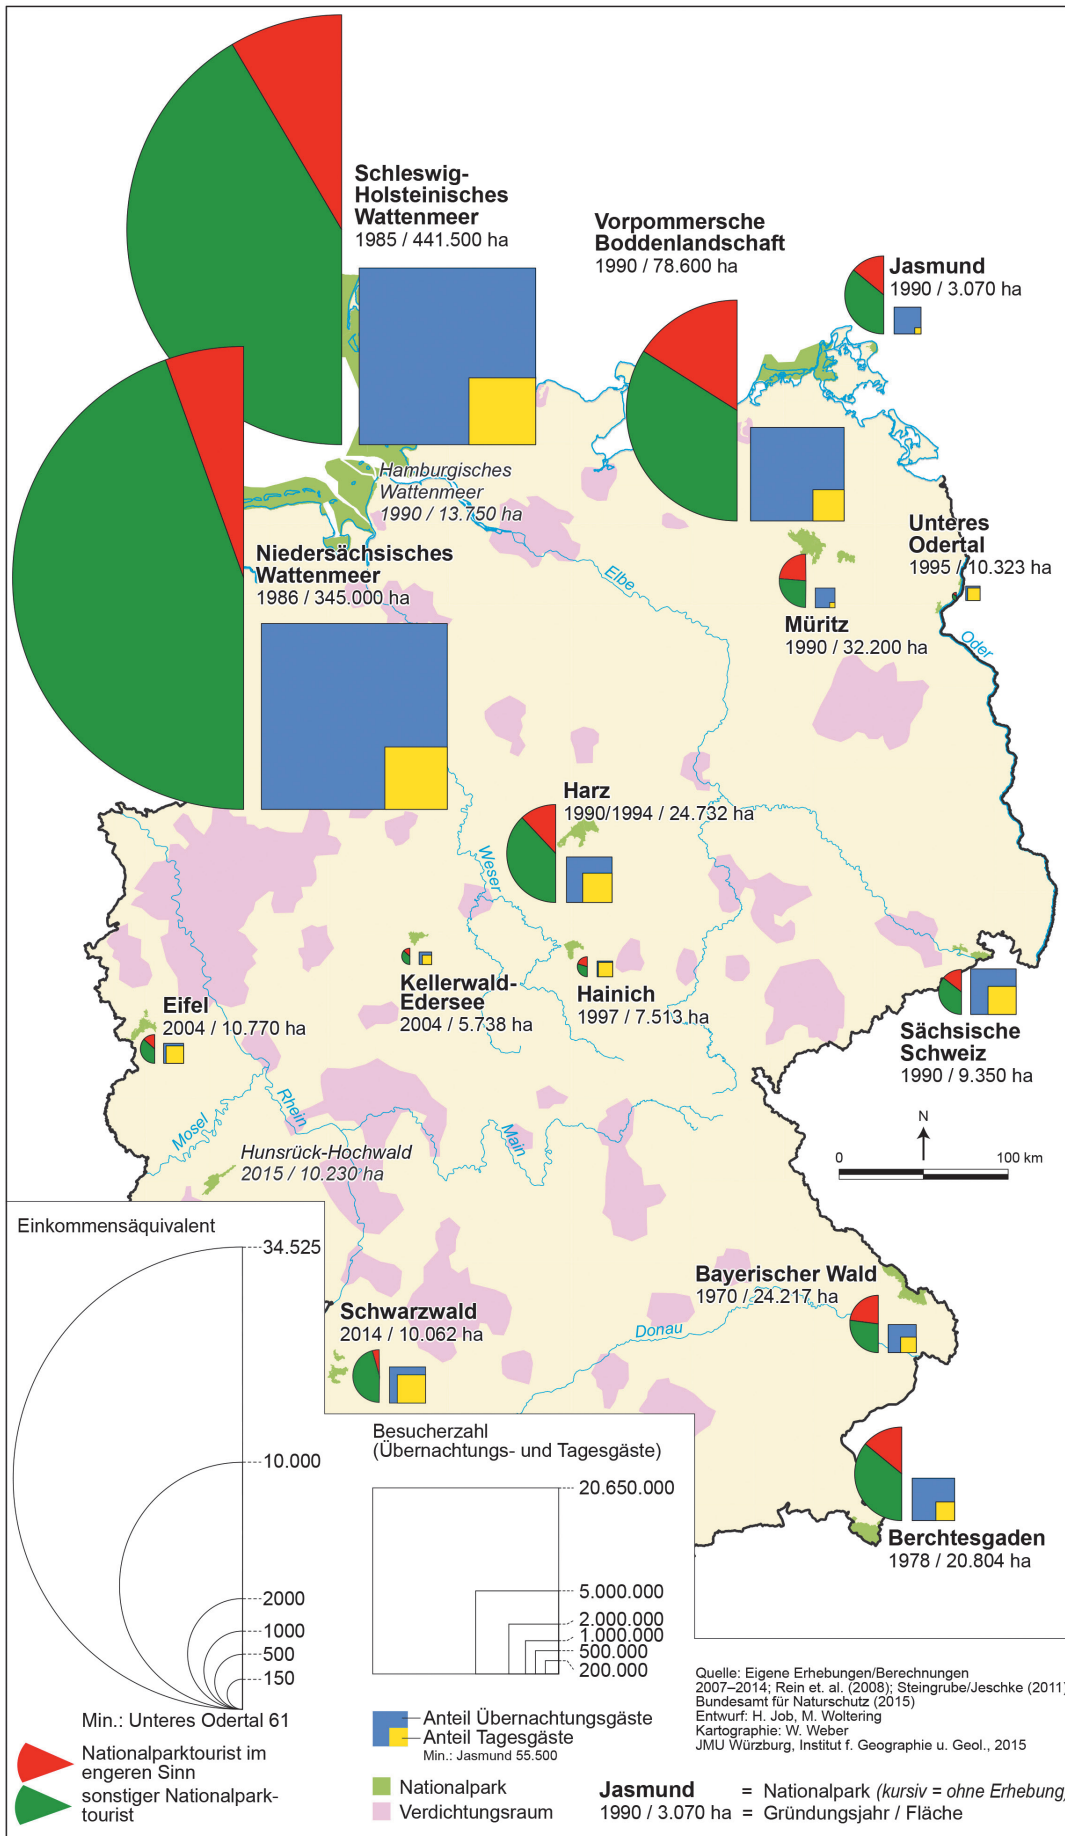 Schleswig-
Holsteinisches
Wattenmeer
1985 / 441.500 ha
Vorpommersche
Boddenlandschaft
1990 / 78.600 ha
Jasmund
1990 / 3.070 ha
Hamburgisches
Wattenmeer
1990 / 13.750 ha
Niedersächsisches
Wattenmeer
1986 / 345.000 ha
Elbe
Unteres
Odertal
1995 / 10.323 ha
Müritz
1990 / 32.200 ha
Oder
Harz
1990/1994 / 24.732 ha
Weser
Kellerwald-
Edersee
2004 / 5.738 ha
Hainich
1997 / 7.513 ha
Eifel
2004 / 10.770 ha
Sächsische
Schweiz
1990 / 9.350 ha
Mosel
Rhein
Main
Hunsrück-Hochwald
2015 / 10.230 ha
N
0 100 km
Bayerischer Wald
1970 / 24.217 ha
Schwarzwald
2014 / 10.062 ha
Donau
Berchtesgaden
1978 / 20.804 ha
Einkommensäquivalent
34.525
10.000
2000
1000
500
150
Min.: Unteres Odertal 61
Nationalparktourist im
engeren Sinn
sonstiger Nationalpark-
tourist
Besucherzahl
(Übernachtungs- und Tagesgäste)
20.650.000
5.000.000
2.000.000
1.000.000
500.000
200.000
Anteil Übernachtungsgäste
Anteil Tagesgäste
Min.: Jasmund 55.500
Nationalpark
Verdichtungsraum
Quelle: Eigene Erhebungen/Berechnungen
2007–2014; Rein et. al. (2008); Steingrube/Jeschke (2011)
Bundesamt für Naturschutz (2015)
Entwurf: H. Job, M. Woltering
Kartographie: W. Weber
JMU Würzburg, Institut f. Geographie u. Geol., 2015
Jasmund = Nationalpark (kursiv = ohne Erhebung)
1990 / 3.070 ha = Gründungsjahr / Fläche